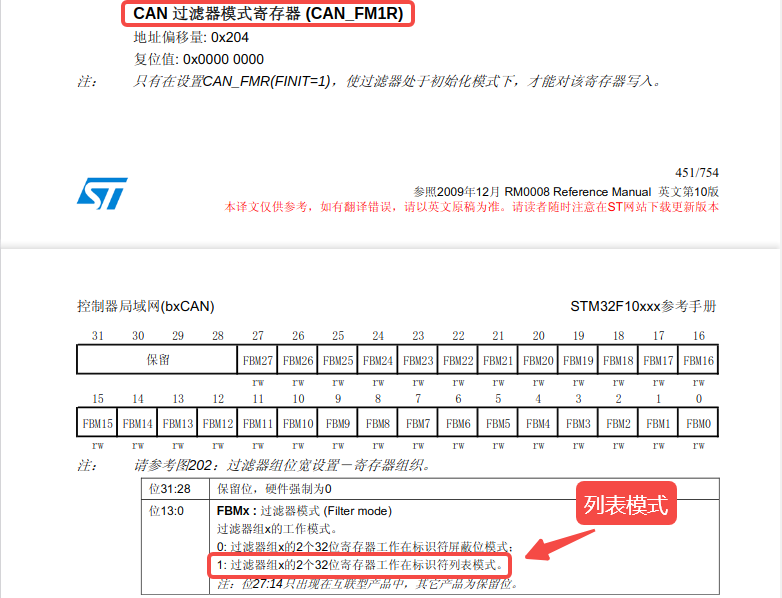 CAN 过滤器模式寄存器 (CAN_FM1R)
地址偏移量: 0x204
复位值: 0x0000 0000
注： 只有在设置CAN_FMR(FINIT=1)，使过滤器处于初始化模式下，才能对该寄存器写入。
451/754
ST
参照2009年12月 RM0008 Reference Manual 英文第10版
本译文仅供参考，如有翻译错误，请以英文原稿为准。请读者随时注意在ST网站下载更新版本
控制器局域网(bxCAN) STM32F10xxx参考手册
31 30 29 28 27 26 25 24 23 22 21 20 19 18 17 16
保留 FBM27 FBM26 FBM25 FBM24 FBM23 FBM22 FBM21 FBM20 FBM19 FBM18 FBM17 FBM16
rw rw rw rw rw rw rw rw rw rw rw rw
15 14 13 12 11 10 9 8 7 6 5 4 3 2 1 0
FBM15 FBM14 FBM13 FBM12 FBM11 FBM10 FBM9 FBM8 FBM7 FBM6 FBM5 FBM4 FBM3 FBM2 FBM1 FBM0
rw rw rw rw rw rw rw rw rw rw rw rw rw rw rw rw
注： 请参考图202：过滤器组位宽设置－寄存器组织。
位31:28 保留位，硬件强制为0
位13:0 FBMx : 过滤器模式 (Filter mode)
过滤器组x的工作模式。
0: 过滤器组x的2个32位寄存器工作在标识符屏蔽位模式；
1: 过滤器组x的2个32位寄存器工作在标识符列表模式。
注：位27:14只出现在互联型产品中，其它产品为保留位。
列表模式